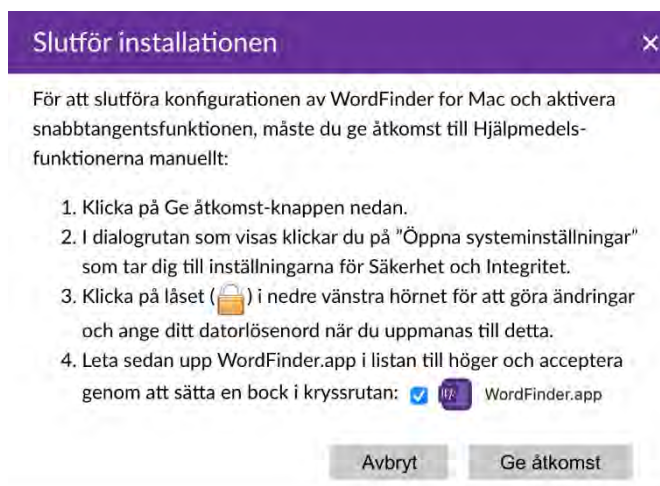 Slutför installationen
För att slutföra konfigurationen av WordFinder for Mac och aktivera
snabbtangentsfunktionen, måste du ge åtkomst till Hjälpmedels-
funktionerna manuellt:
1. Klicka på Ge åtkomst-knappen nedan.
2. I dialogrutan som visas klickar du på ”Öppna systeminställningar”
som tar dig till inställningarna för Säkerhet och Integritet.
3. Klicka på låset ( ) i nedre vänstra hörnet för att göra ändringar
och ange ditt datorlösenord när du uppmanas till detta.
4. Leta sedan upp WordFinder.app i listan till höger och acceptera
genom att sätta en bock i kryssrutan: WordFinder.app
Avbryt Ge åtkomst